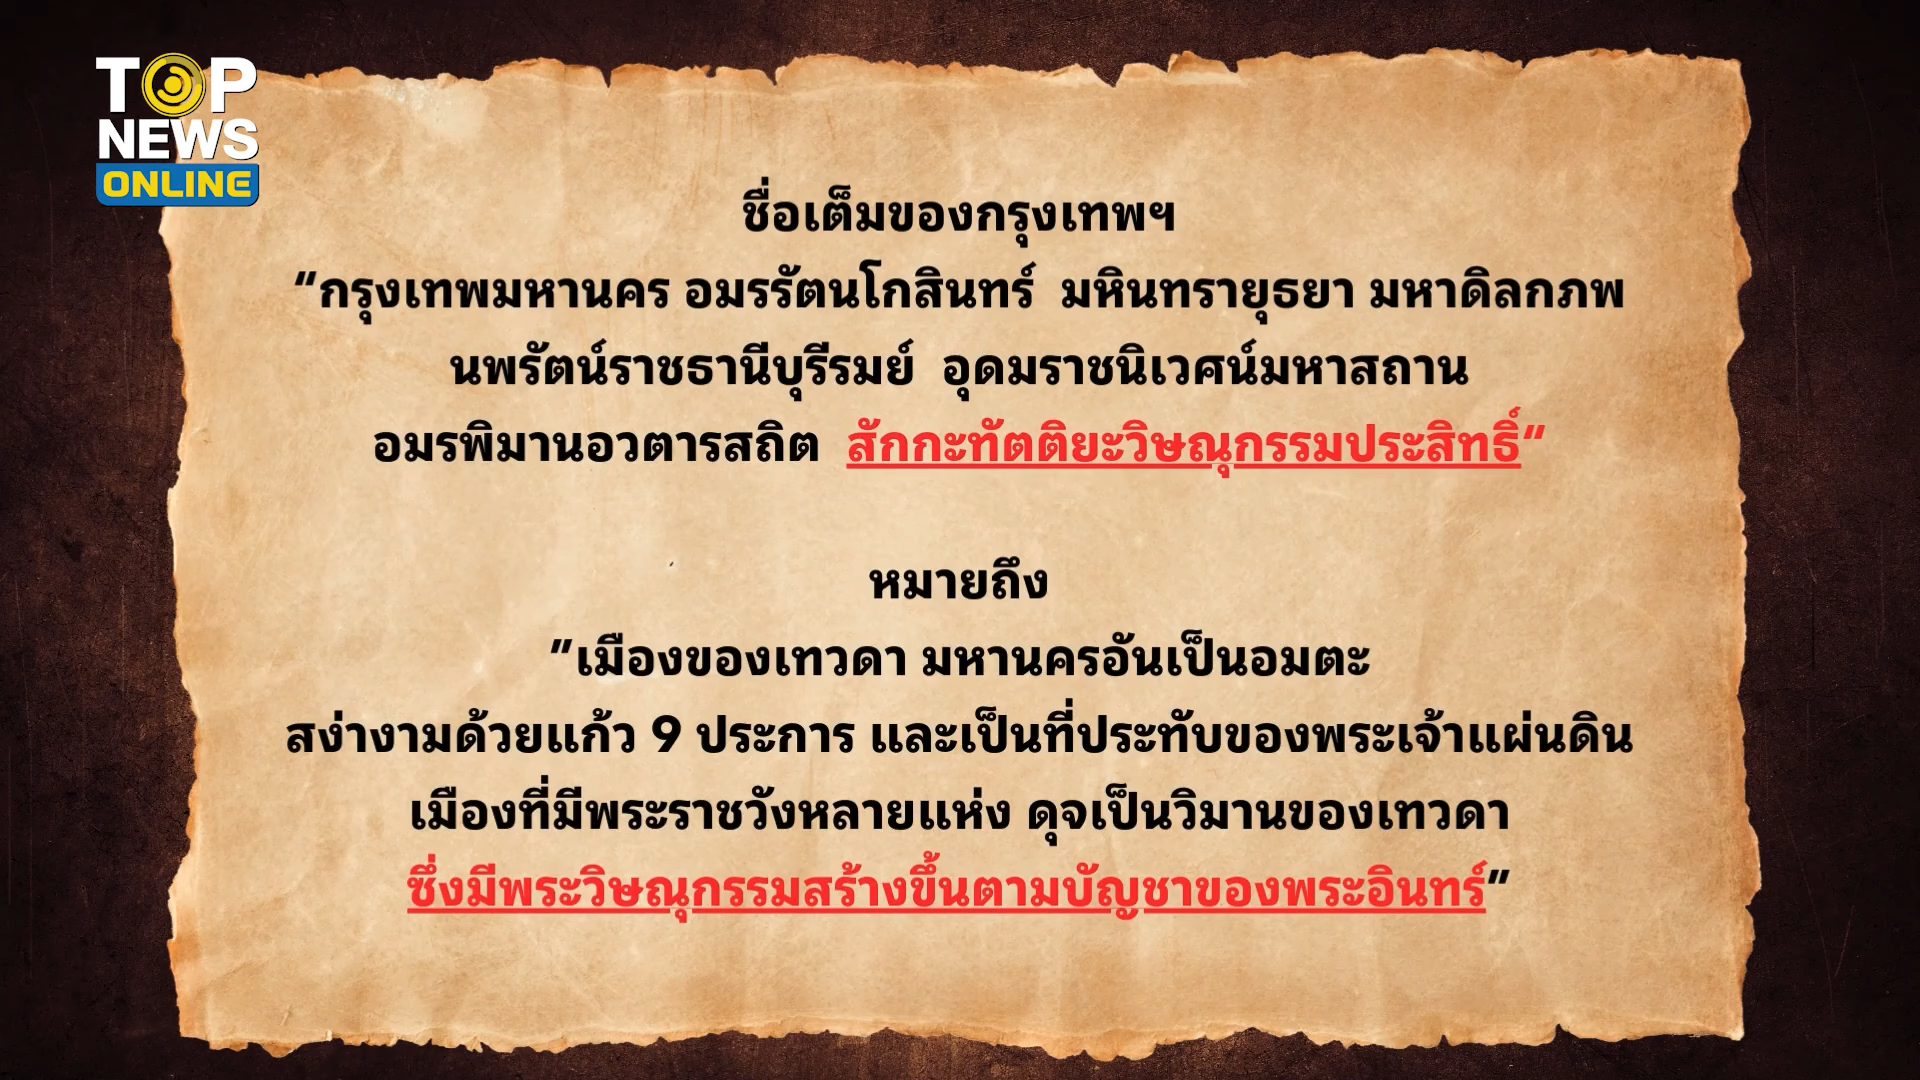 TOP
NEWS
ONLINE
ชื่อเต็มของกรุงเทพฯ
“กรุงเทพมหานคร อมรรัตนโกสินทร์ มหินทรายุธยา มหาดิลกภพ
นพรัตน์ราชธานีบุรีรมย์ อุดมราชนิเวศน์มหาสถาน
อมรพิมานอวตารสถิต สักกะทัตติยะวิษณุกรรมประสิทธิ์“
หมายถึง
”เมืองของเทวดา มหานครอันเป็นอมตะ
สง่างามด้วยแก้ว 9 ประการ และเป็นที่ประทับของพระเจ้าแผ่นดิน
เมืองที่มีพระราชวังหลายแห่ง ดุจเป็นวิมานของเทวดา
ซึ่งมีพระวิษณุกรรมสร้างขึ้นตามบัญชาของพระอินทร์”